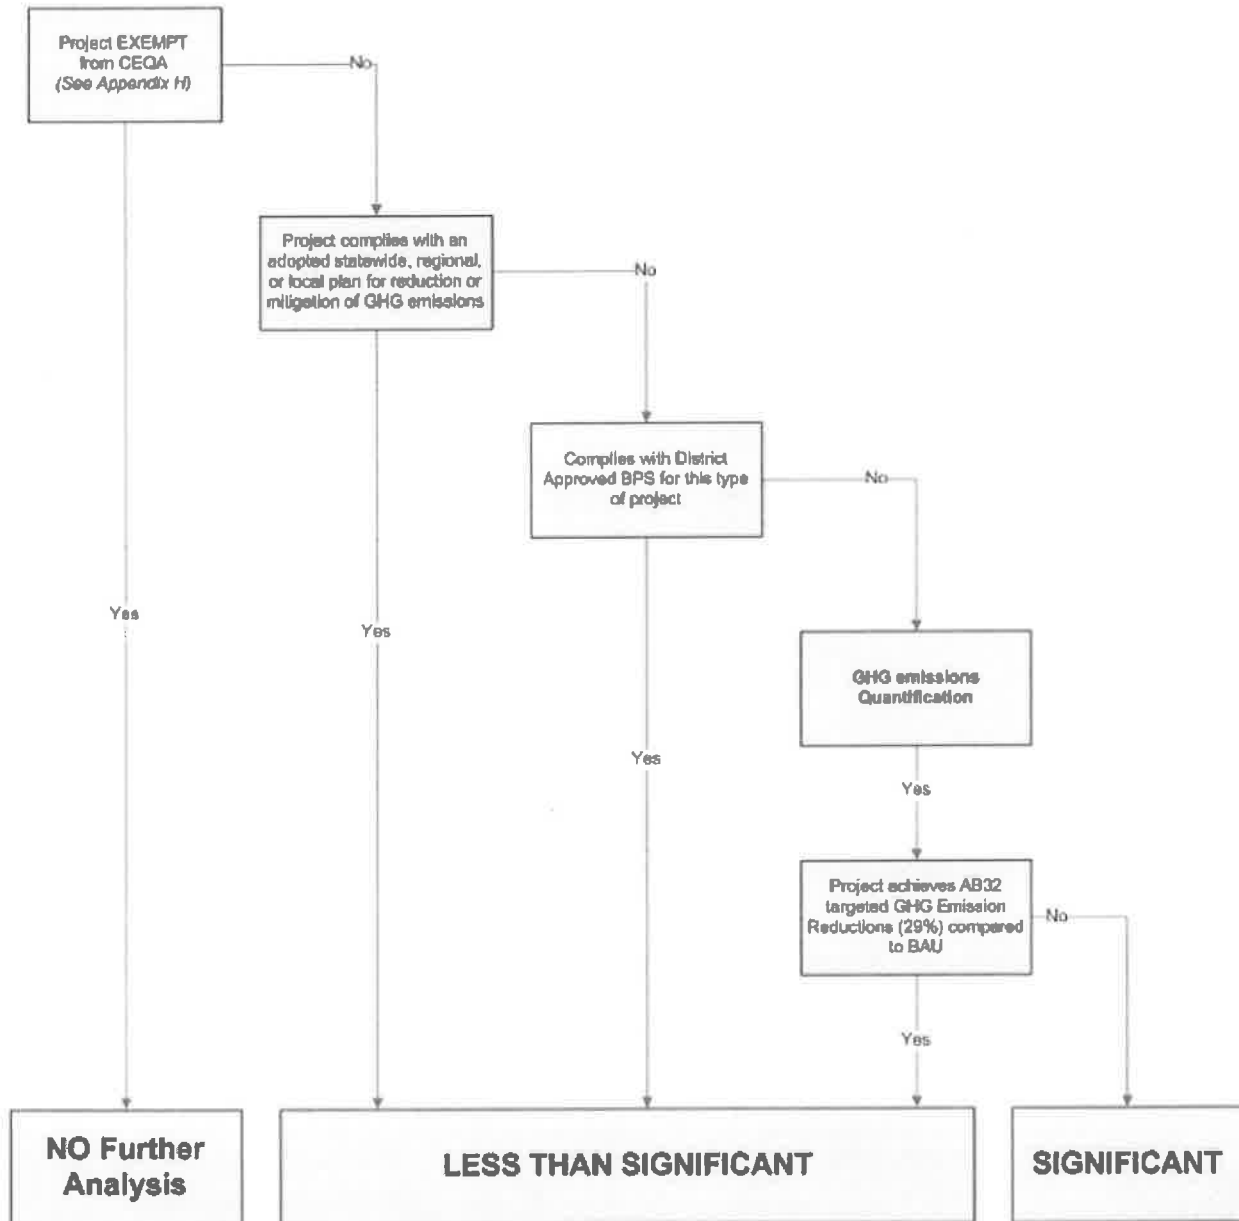 Project EXEMPT
from CEQA
(See Appendix H)
No
Project complies with an
adopted statewide, regional,
or local plan for reduction or
mitigation of GHG emissions
No
Complies with District
Approved BPS for this type
of project
No
Yes
Yes
GHG emissions
Quantification
Yes
Yes
Project achieves AB32
targeted GHG Emission
Reductions (29%) compared
to BAU
No
Yes
NO Further
Analysis
LESS THAN SIGNIFICANT
SIGNIFICANT